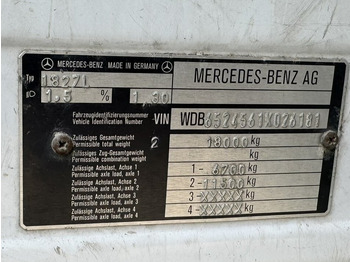 MERCEDES-BENZ MADE IN GERMANY
Typ 1827L
1.5 % 1.30
MERCEDES-BENZ AG
Fahrzeugidentifizierungsnummer
Vehicle Identification Number VIN WDB6524561K026181
Zulässiges Gesamtgewicht
Permissible total weight 2 18000 kg
Zulässiges Zug-Gesamtgewicht
Permissible combination weight kg
Zulässige Achslast, Achse 1
Permissible axle load, axle 1 1- 6700 kg
Zulässige Achslast, Achse 2
Permissible axle load, axle 2 2- 11500 kg
Zulässige Achslast, Achse 3
Permissible axle load, axle 3 3- XXXXX kg
Zulässige Achslast, Achse 4
Permissible axle load, axle 4 4- XXXXX kg